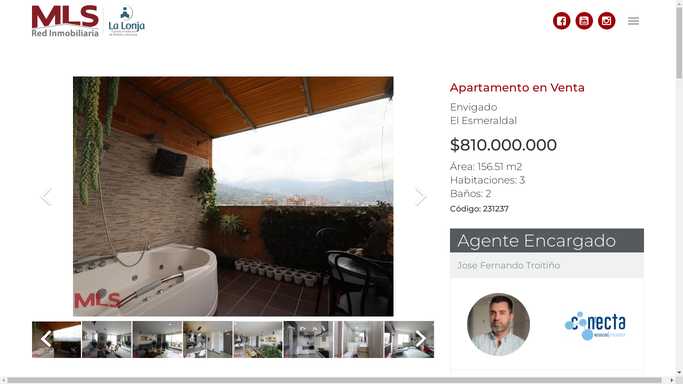 MLS
Red Inmobiliaria
La Lonja
Apartamento en Venta
Envigado
El Esmeraldal
$810.000.000
Área: 156.51 m2
Habitaciones: 3
Baños: 2
Código: 231237
MLS
Agente Encargado
Jose Fernando Troitiño
conecta